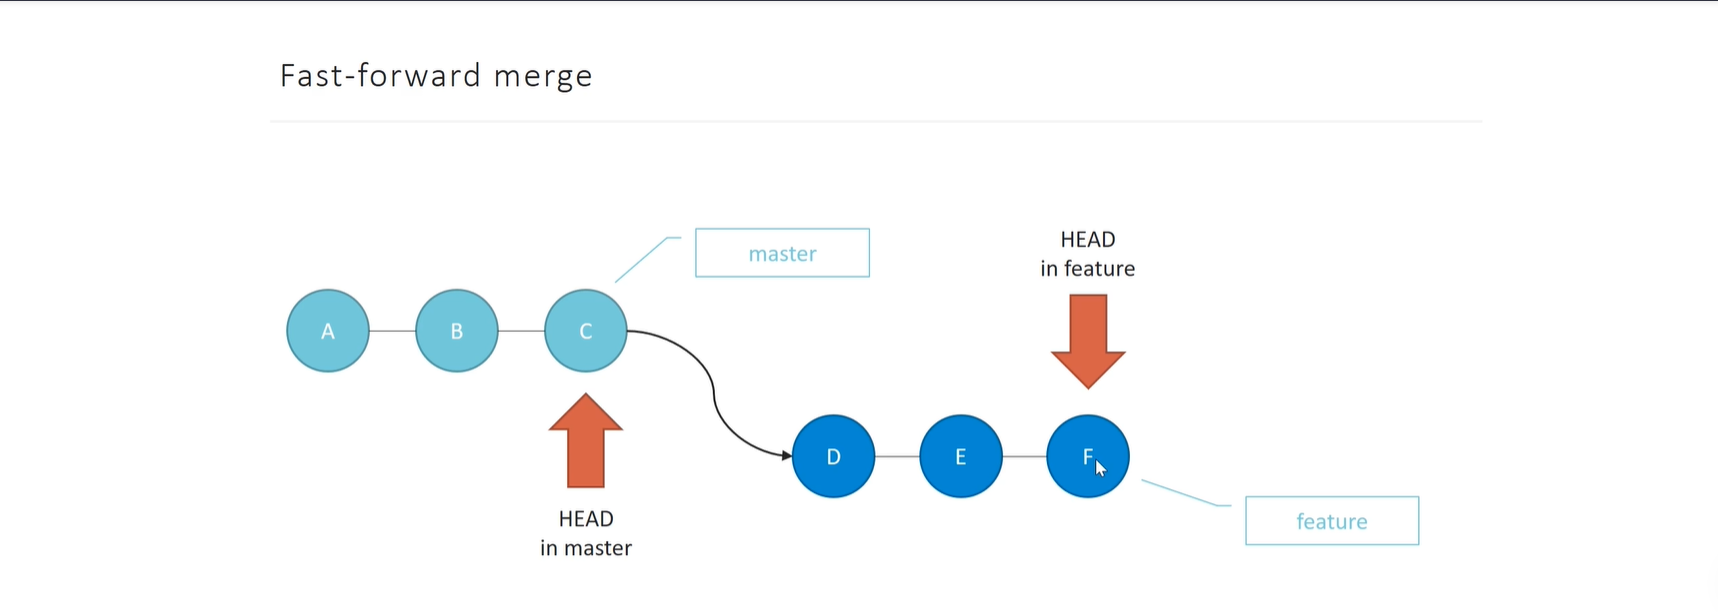 Fast-forward merge
master
HEAD
in feature
A
B
C
D
E
F
HEAD
in master
feature